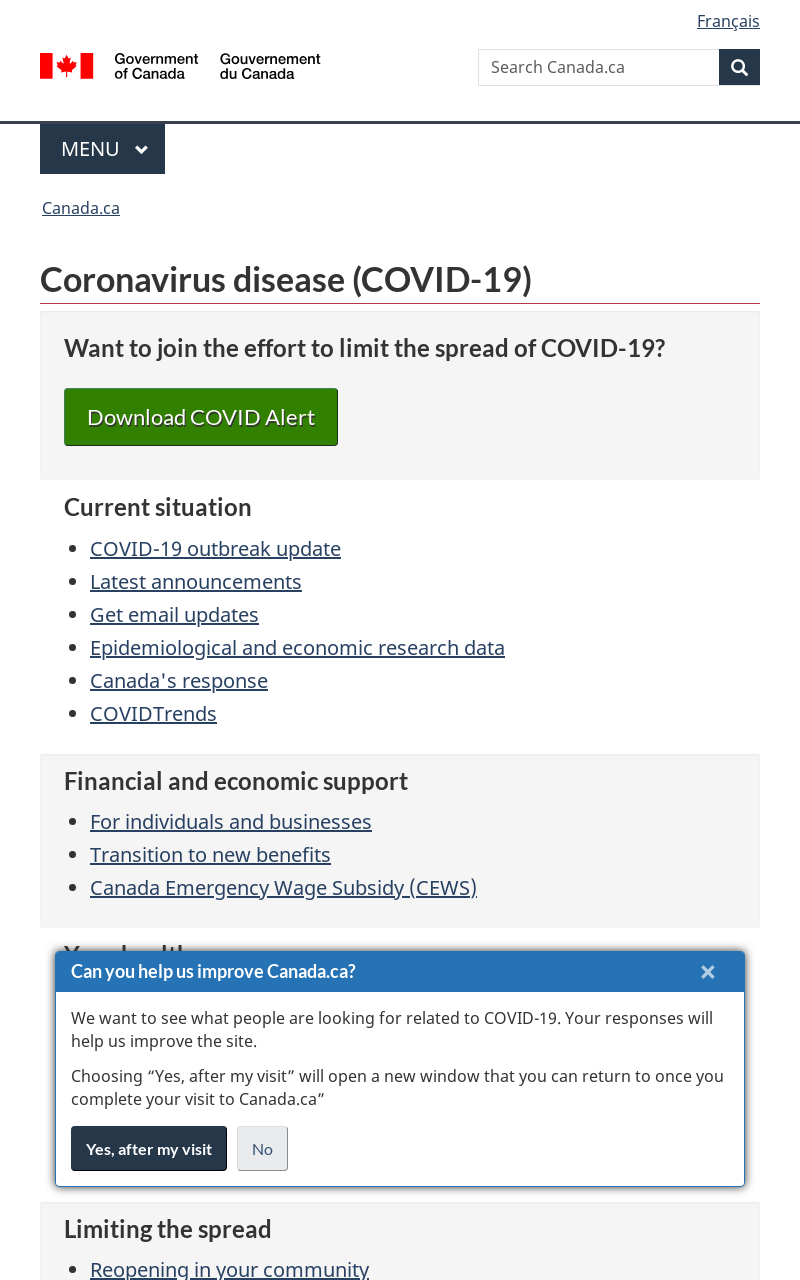 Français
Government of Canada
Gouvernement du Canada
Search Canada.ca
MENU
Canada.ca
Coronavirus disease (COVID-19)
Want to join the effort to limit the spread of COVID-19?
Download COVID Alert
Current situation
COVID-19 outbreak update
Latest announcements
Get email updates
Epidemiological and economic research data
Canada's response
COVIDTrends
Financial and economic support
For individuals and businesses
Transition to new benefits
Canada Emergency Wage Subsidy (CEWS)
Can you help us improve Canada.ca?
We want to see what people are looking for related to COVID-19. Your responses will
help us improve the site.
Choosing “Yes, after my visit” will open a new window that you can return to once you
complete your visit to Canada.ca”
Yes, after my visit
No
Limiting the spread
Reopening in your community